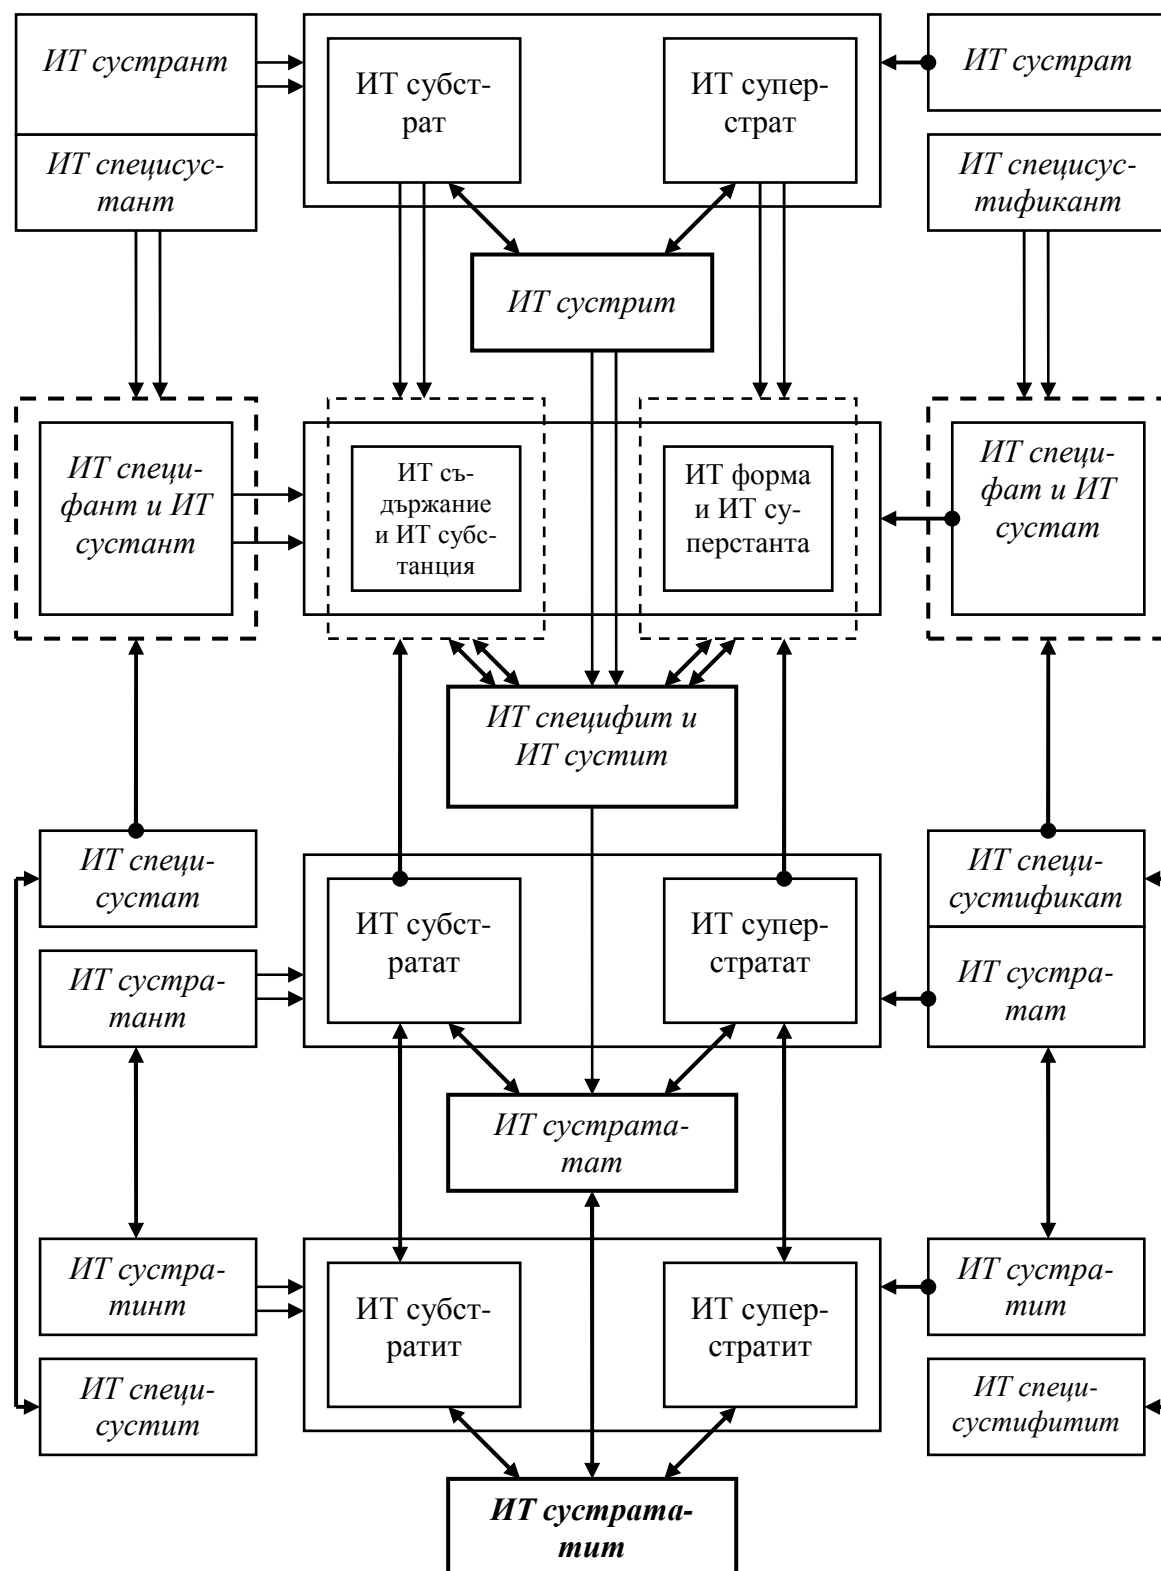 ИТ сустрант
ИТ субст-
рат
ИТ супер-
страт
ИТ сустрат
ИТ специсус-
тант
ИТ специсус-
тификант
ИТ сустрит
ИТ специ-
фант и ИТ
сустант
ИТ съ-
държание
и ИТ субс-
танция
ИТ форма
и ИТ су-
перстанта
ИТ специ-
фат и ИТ
сустат
ИТ специфит и
ИТ сустит
ИТ специ-
сустат
ИТ субст-
ратат
ИТ супер-
стратат
ИТ специ-
сустификат
ИТ сустра-
тант
ИТ сустра-
тат
ИТ сустрата-
тат
ИТ сустра-
тинт
ИТ субст-
ратит
ИТ супер-
стратит
ИТ сустра-
тит
ИТ специ-
сустит
ИТ специ-
сустифитит
ИТ сустрата-
тит